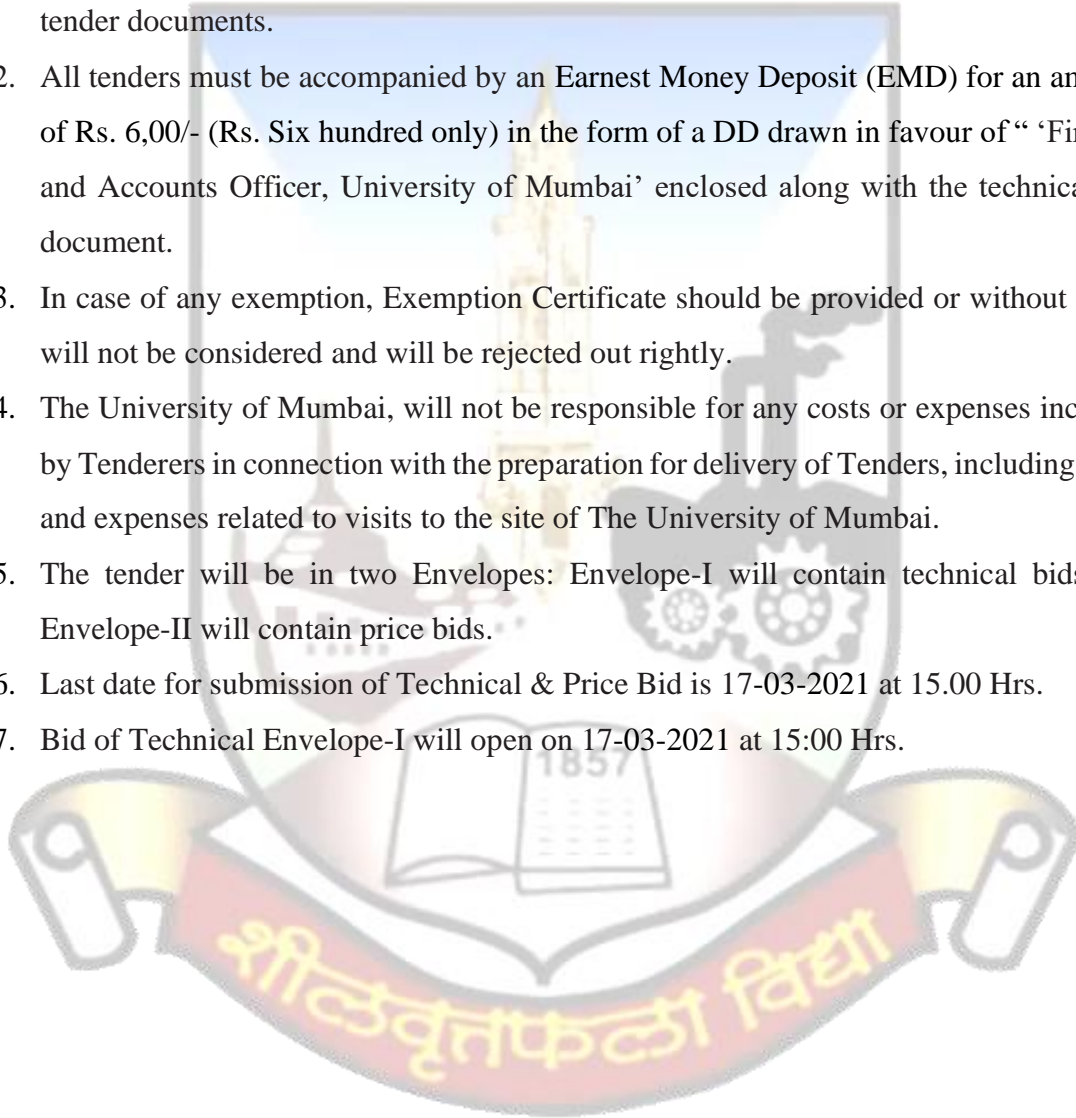 tender documents.
2. All tenders must be accompanied by an Earnest Money Deposit (EMD) for an
of Rs. 6,00/- (Rs. Six hundred only) in the form of a DD drawn in favour of “ ‘
and Accounts Officer, University of Mumbai’ enclosed along with the
document.
3. In case of any exemption, Exemption Certificate should be provided or without
will not be considered and will be rejected out rightly.
4. The University of Mumbai, will not be responsible for any costs or expenses
by Tenderers in connection with the preparation for delivery of Tenders, including
and expenses related to visits to the site of The University of Mumbai.
5. The tender will be in two Envelopes: Envelope-I will contain technical bids
Envelope-II will contain price bids.
6. Last date for submission of Technical & Price Bid is 17-03-2021 at 15.00 Hrs.
7. Bid of Technical Envelope-I will open on 17-03-2021 at 15:00 Hrs.
1857
शीलवृतफला विद्या